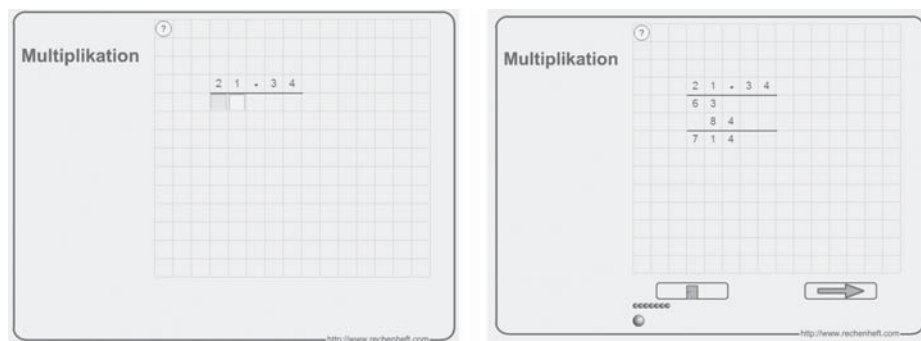 ?
Multiplikation
2 1 . 3 4
http://www.rechenheft.com
?
Multiplikation
2 1 . 3 4
6 3
8 4
7 1 4
http://www.rechenheft.com